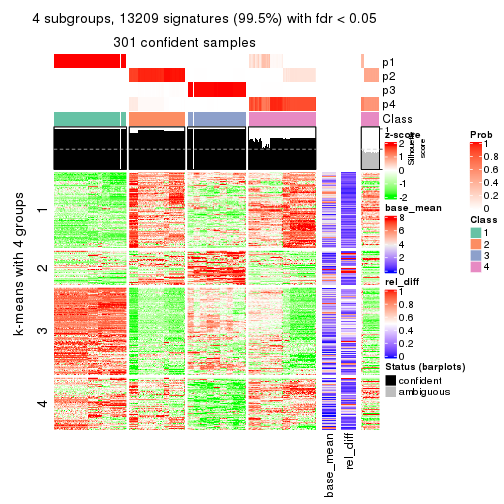 4 subgroups, 13209 signatures (99.5%) with fdr < 0.05
301 confident samples
p1
p2
p3
p4
Class
1
Silhouette
score
k-means with 4 groups
1
2
3
4
base_mean
rel_diff
z-score
2
1
0
-1
-2
base_mean
8
6
4
2
0
rel_diff
1
0.8
0.6
0.4
0.2
0
Status (barplots)
confident
ambiguous
Prob
1
0.8
0.6
0.4
0.2
0
Class
1
2
3
4